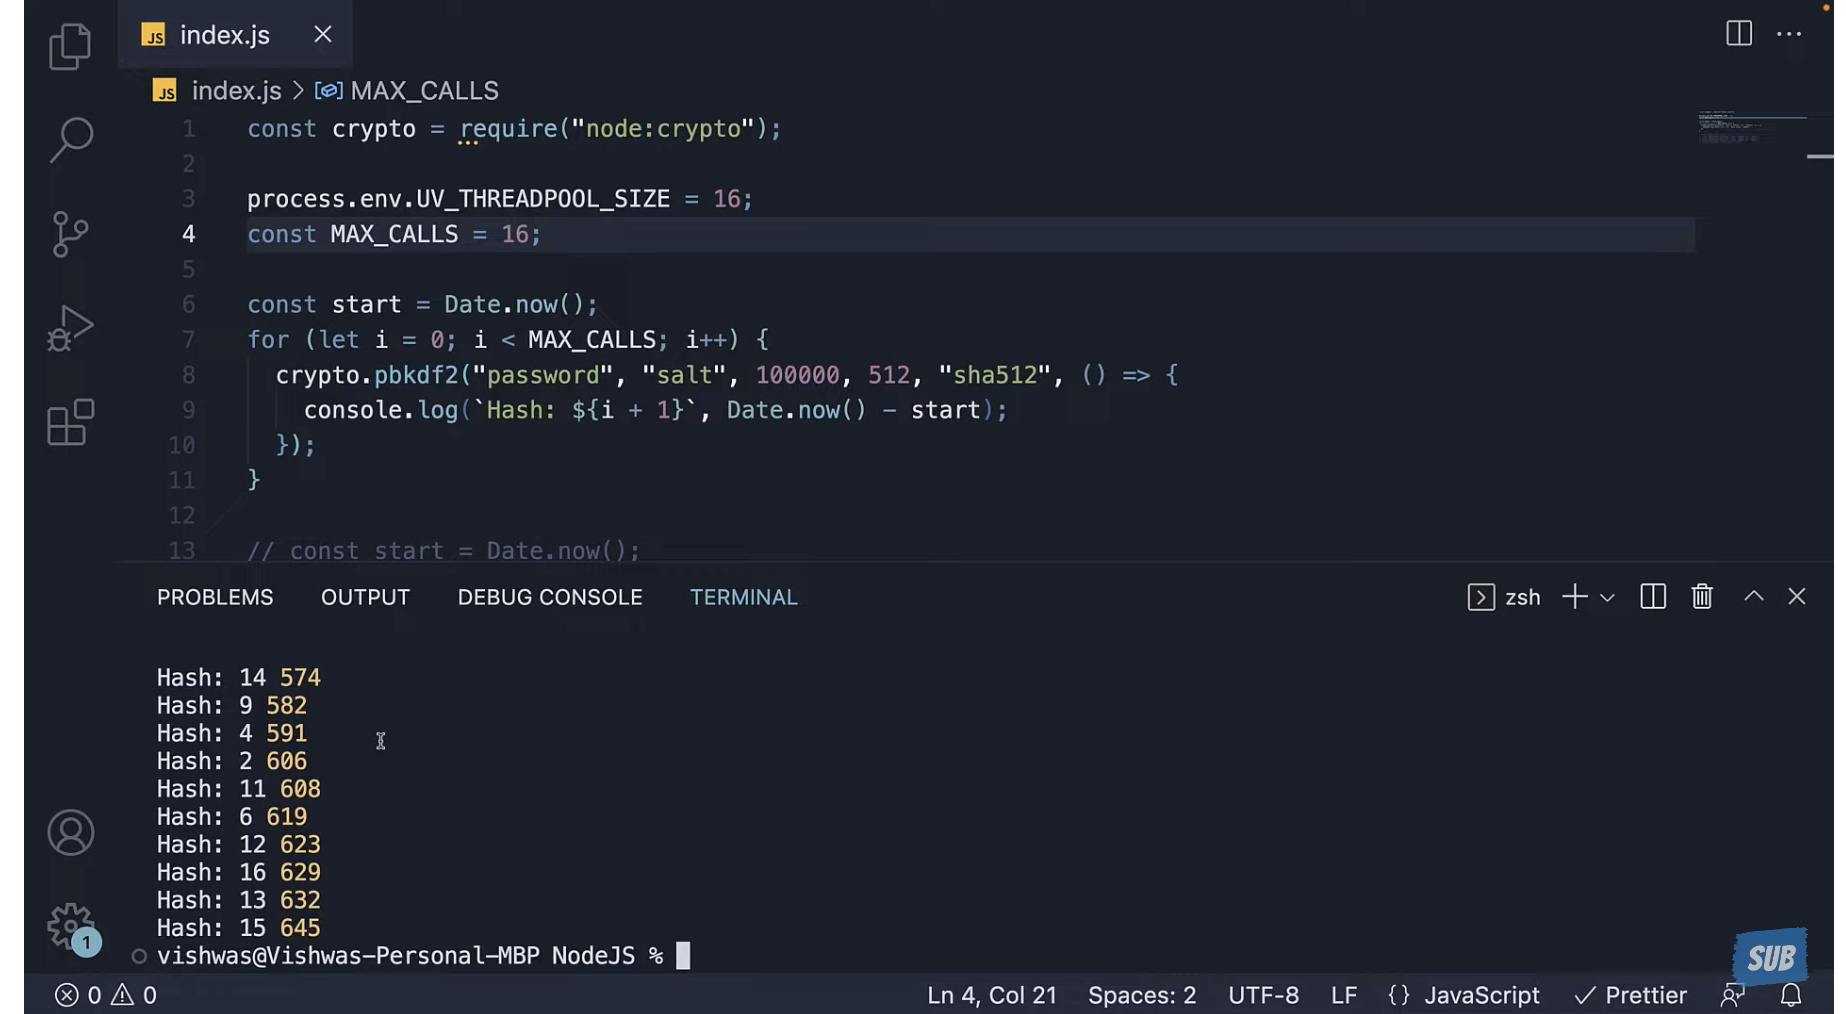 JS index.js
JS index.js > MAX_CALLS
1 const crypto = require("node:crypto");
2
3 process.env.UV_THREADPOOL_SIZE = 16;
4 const MAX_CALLS = 16;
5
6 const start = Date.now();
7 for (let i = 0; i < MAX_CALLS; i++) {
8 crypto.pbkdf2("password", "salt", 100000, 512, "sha512", () => {
9 console.log(`Hash: ${i + 1}`, Date.now() - start);
10 });
11 }
12
13 // const start = Date.now();
PROBLEMS OUTPUT DEBUG CONSOLE TERMINAL zsh
Hash: 14 574
Hash: 9 582
Hash: 4 591
Hash: 2 606
Hash: 11 608
Hash: 6 619
Hash: 12 623
Hash: 16 629
Hash: 13 632
Hash: 15 645
vishwas@Vishwas-Personal-MBP NodeJS %
1
SUB
0 0 Ln 4, Col 21 Spaces: 2 UTF-8 LF {} JavaScript Prettier